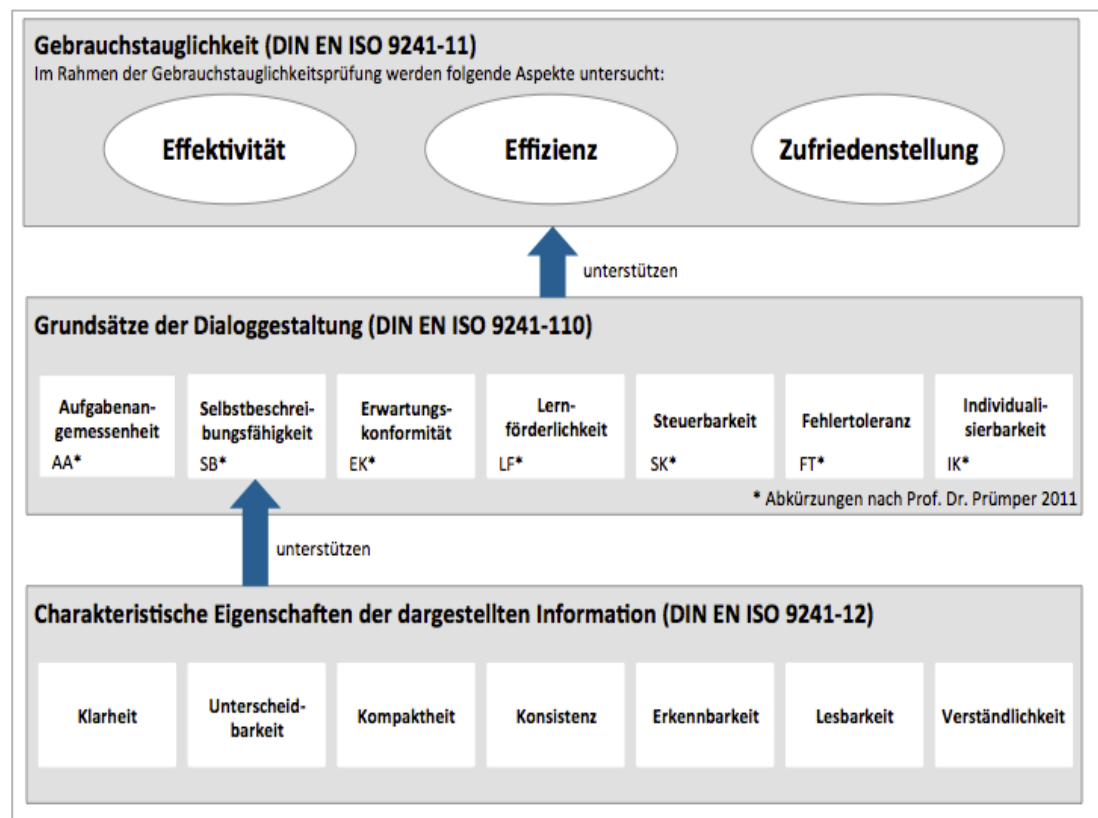 Gebrauchstauglichkeit (DIN EN ISO 9241-11)
Im Rahmen der Gebrauchstauglichkeitsprüfung werden folgende Aspekte untersucht:
Effektivität
Effizienz
Zufriedenstellung
unterstützen
Grundsätze der Dialoggestaltung (DIN EN ISO 9241-110)
Aufgabenan-
gemessenheit
AA*
Selbstbeschrei-
bungsfähigkeit
SB*
Erwartungs-
konformität
EK*
Lern-
förderlichkeit
LF*
Steuerbarkeit
SK*
Fehlertoleranz
FT*
Individuali-
sierbarkeit
IK*
* Abkürzungen nach Prof. Dr. Prümper 2011
unterstützen
Charakteristische Eigenschaften der dargestellten Information (DIN EN ISO 9241-12)
Klarheit
Unterscheid-
barkeit
Kompaktheit
Konsistenz
Erkennbarkeit
Lesbarkeit
Verständlichkeit